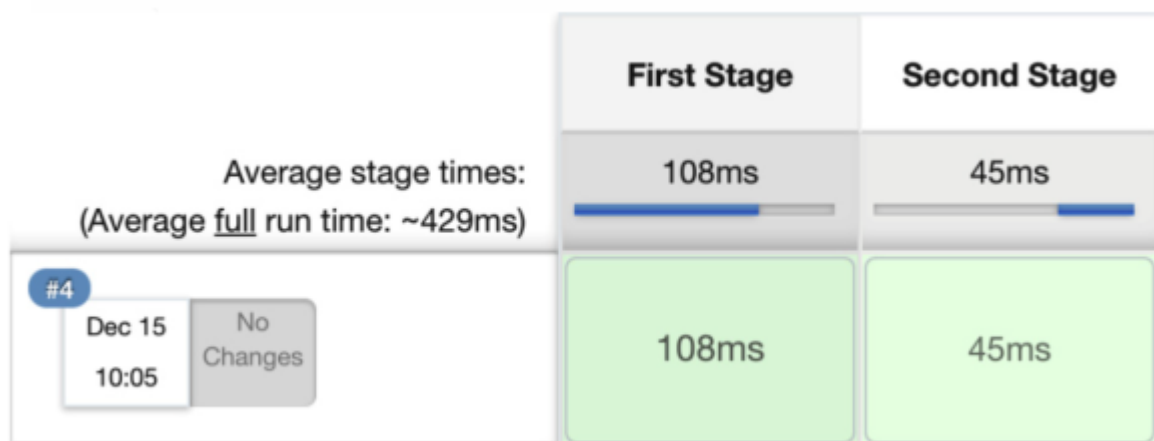 First Stage
Second Stage
Average stage times:
108ms
45ms
(Average full run time: ~429ms)
#4
Dec 15
No
Changes
10:05
108ms
45ms